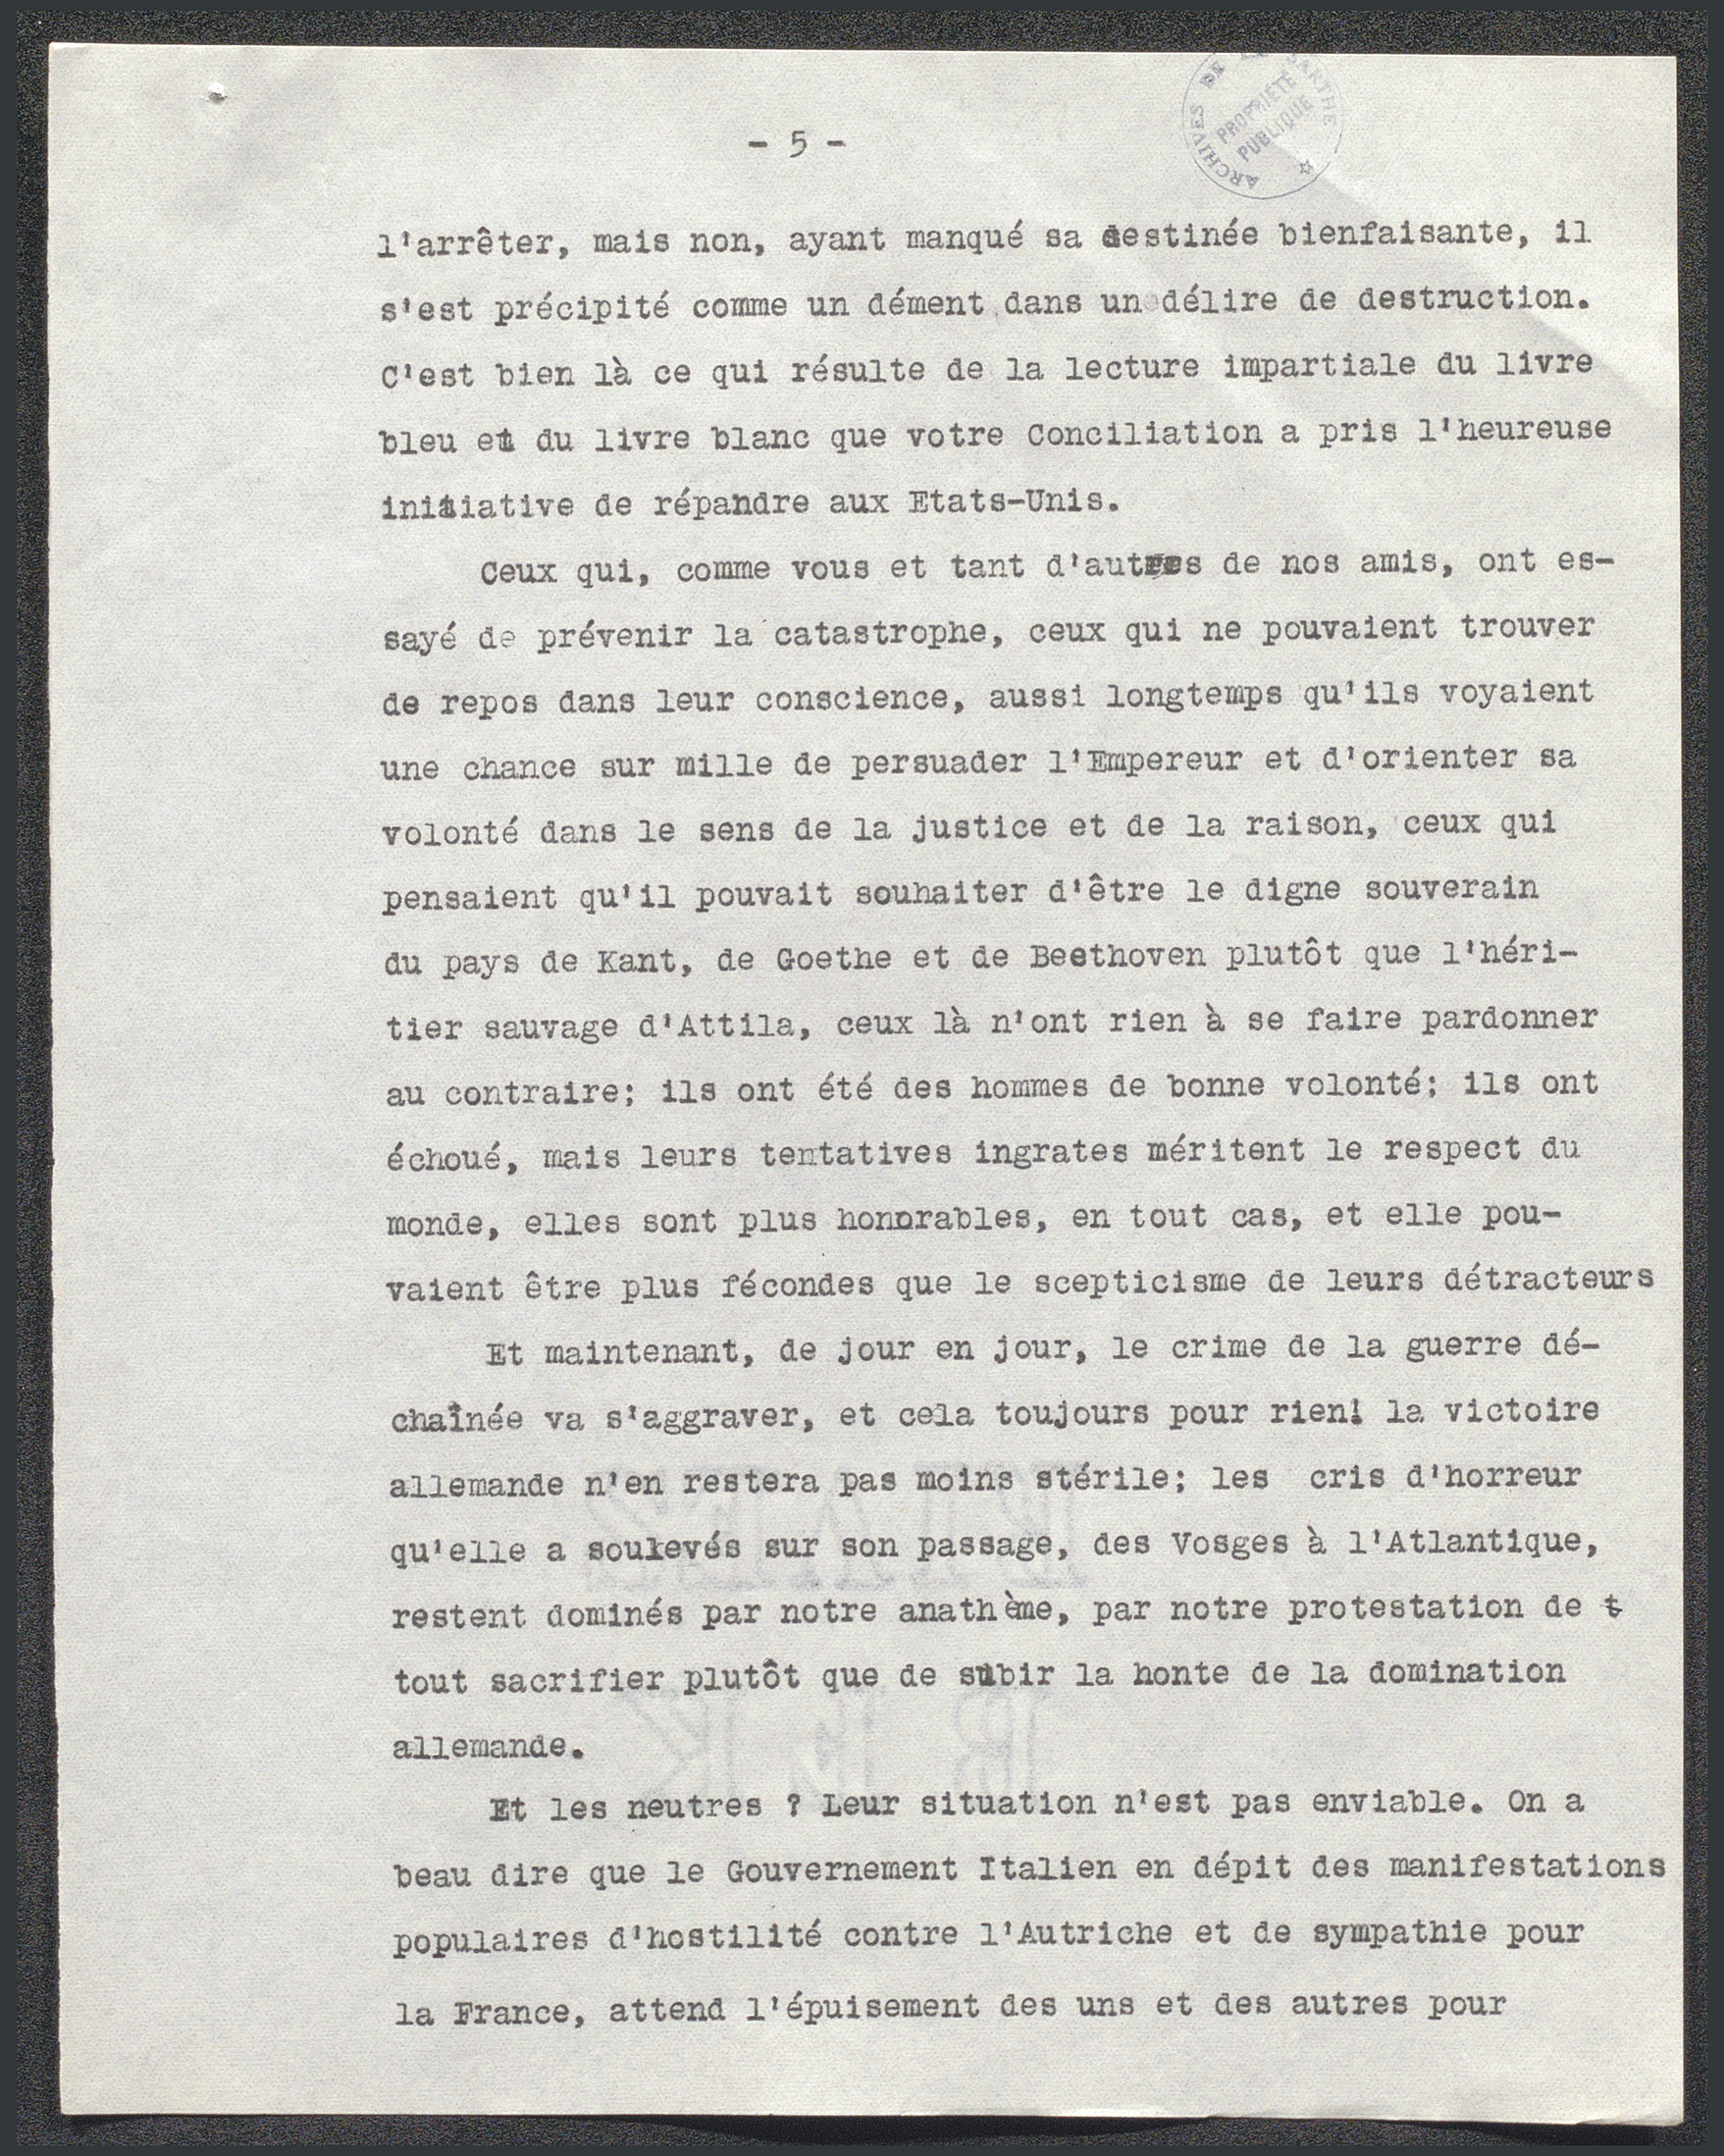 ARCHIVES DE LA SARTHE
PROPRIÉTÉ
PUBLIQUE
- 5 -
l'arrêter, mais non, ayant manqué sa destinée bienfaisante, il
s'est précipité comme un dément dans un délire de destruction.
C'est bien là ce qui résulte de la lecture impartiale du livre
bleu et du livre blanc que votre Conciliation a pris l'heureuse
initiative de répandre aux Etats-Unis.
Ceux qui, comme vous et tant d'autres de nos amis, ont es-
sayé de prévenir la catastrophe, ceux qui ne pouvaient trouver
de repos dans leur conscience, aussi longtemps qu'ils voyaient
une chance sur mille de persuader l'Empereur et d'orienter sa
volonté dans le sens de la justice et de la raison, ceux qui
pensaient qu'il pouvait souhaiter d'être le digne souverain
du pays de Kant, de Goethe et de Beethoven plutôt que l'héri-
tier sauvage d'Attila, ceux là n'ont rien à se faire pardonner
au contraire; ils ont été des hommes de bonne volonté; ils ont
échoué, mais leurs tentatives ingrates méritent le respect du
monde, elles sont plus honorables, en tout cas, et elle pou-
vaient être plus fécondes que le scepticisme de leurs détracteurs
Et maintenant, de jour en jour, le crime de la guerre dé-
chaînée va s'aggraver, et cela toujours pour rien! la victoire
allemande n'en restera pas moins stérile; les cris d'horreur
qu'elle a soulevés sur son passage, des Vosges à l'Atlantique,
restent dominés par notre anathème, par notre protestation de t
tout sacrifier plutôt que de subir la honte de la domination
allemande.
Et les neutres ? Leur situation n'est pas enviable. On a
beau dire que le Gouvernement Italien en dépit des manifestations
populaires d'hostilité contre l'Autriche et de sympathie pour
la France, attend l'épuisement des uns et des autres pour